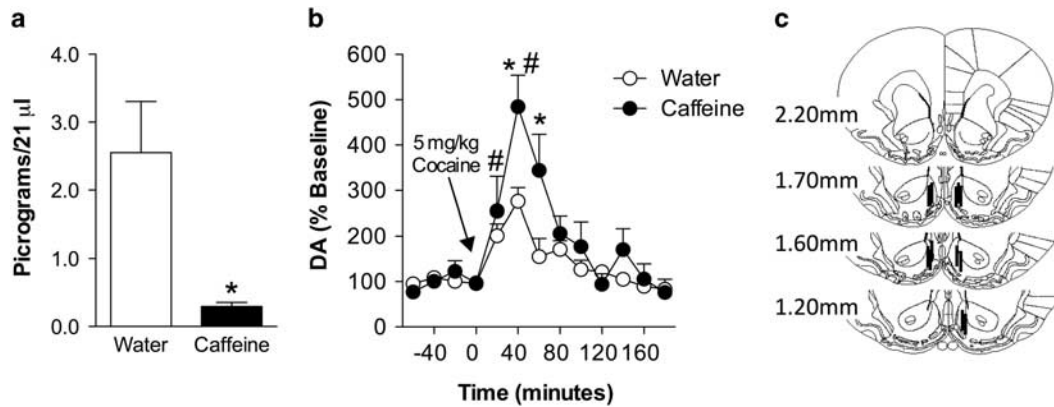 a
4.0
3.0
2.0
1.0
0.0
Picrograms/21 µl
*
Water
Caffeine
b
600
500
400
300
200
100
0
DA (% Baseline)
5 mg/kg
Cocaine
#
* #
*
Water
Caffeine
-40
0
40
80
120
160
Time (minutes)
c
2.20mm
1.70mm
1.60mm
1.20mm